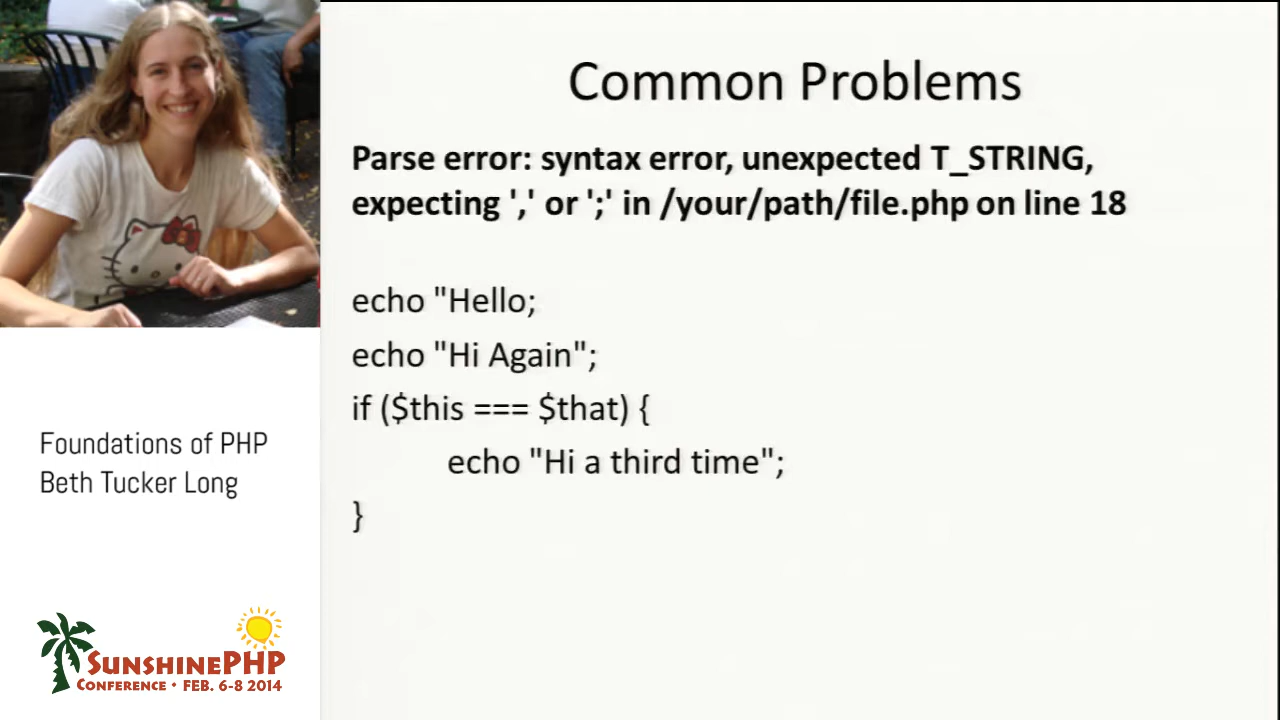 Common Problems
Parse error: syntax error, unexpected T_STRING,
expecting ',' or ';' in /your/path/file.php on line 18
echo "Hello;
echo "Hi Again";
if ($this === $that) {
echo "Hi a third time";
}
Foundations of PHP
Beth Tucker Long
SUNSHINEPHP
CONFERENCE • FEB. 6-8 2014